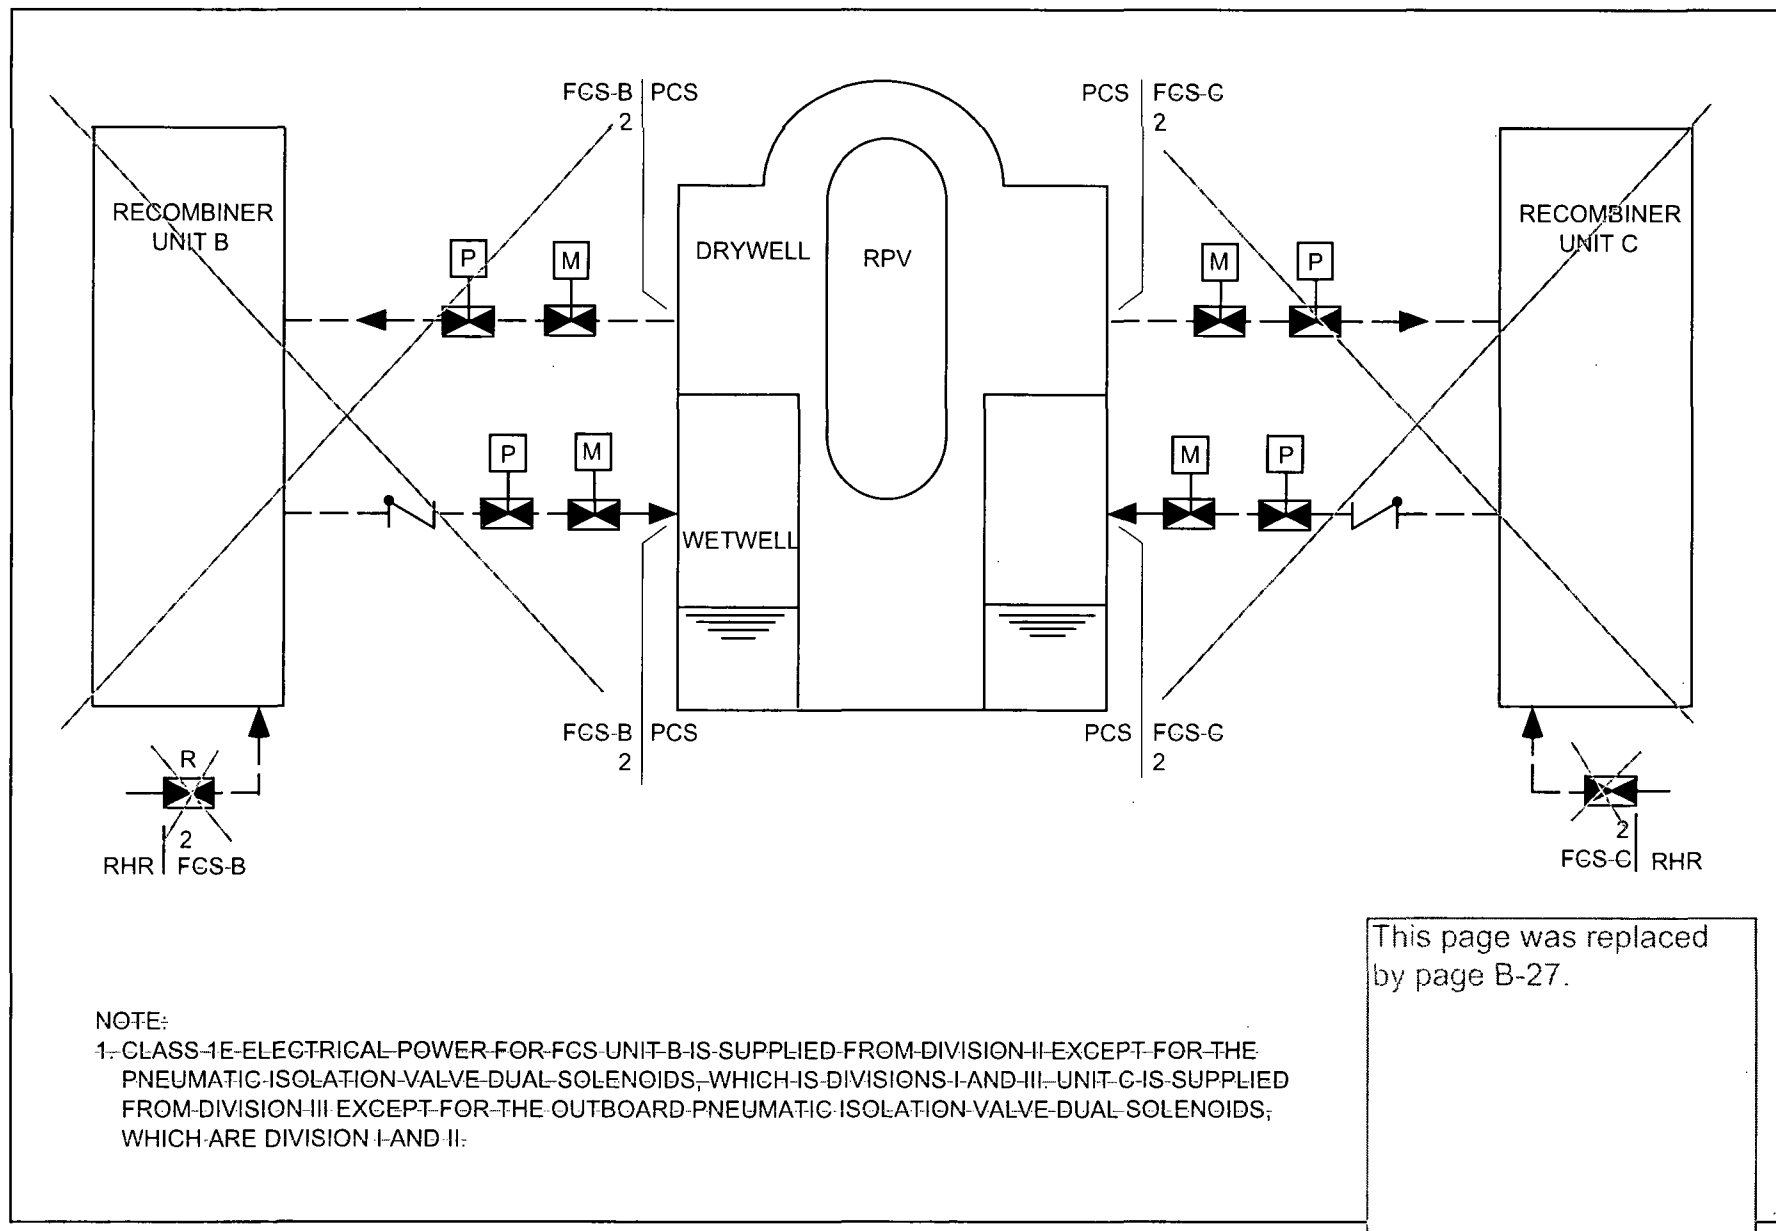 FCS-B PCS
2
PCS FCS-C
2
RECOMBINER
UNIT B
P
M
DRYWELL
RPV
M
P
RECOMBINER
UNIT C
P
M
WETWELL
M
P
FCS-B PCS
2
PCS FCS-C
2
R
2
RHR FCS-B
2
FCS-C RHR
This page was replaced
by page B-27.
NOTE:
1. CLASS 1E ELECTRICAL POWER FOR FCS UNIT B IS SUPPLIED FROM DIVISION II EXCEPT FOR THE
PNEUMATIC ISOLATION VALVE DUAL SOLENOIDS, WHICH IS DIVISIONS I AND III. UNIT C IS SUPPLIED
FROM DIVISION III EXCEPT FOR THE OUTBOARD PNEUMATIC ISOLATION VALVE DUAL SOLENOIDS,
WHICH ARE DIVISION I AND II.